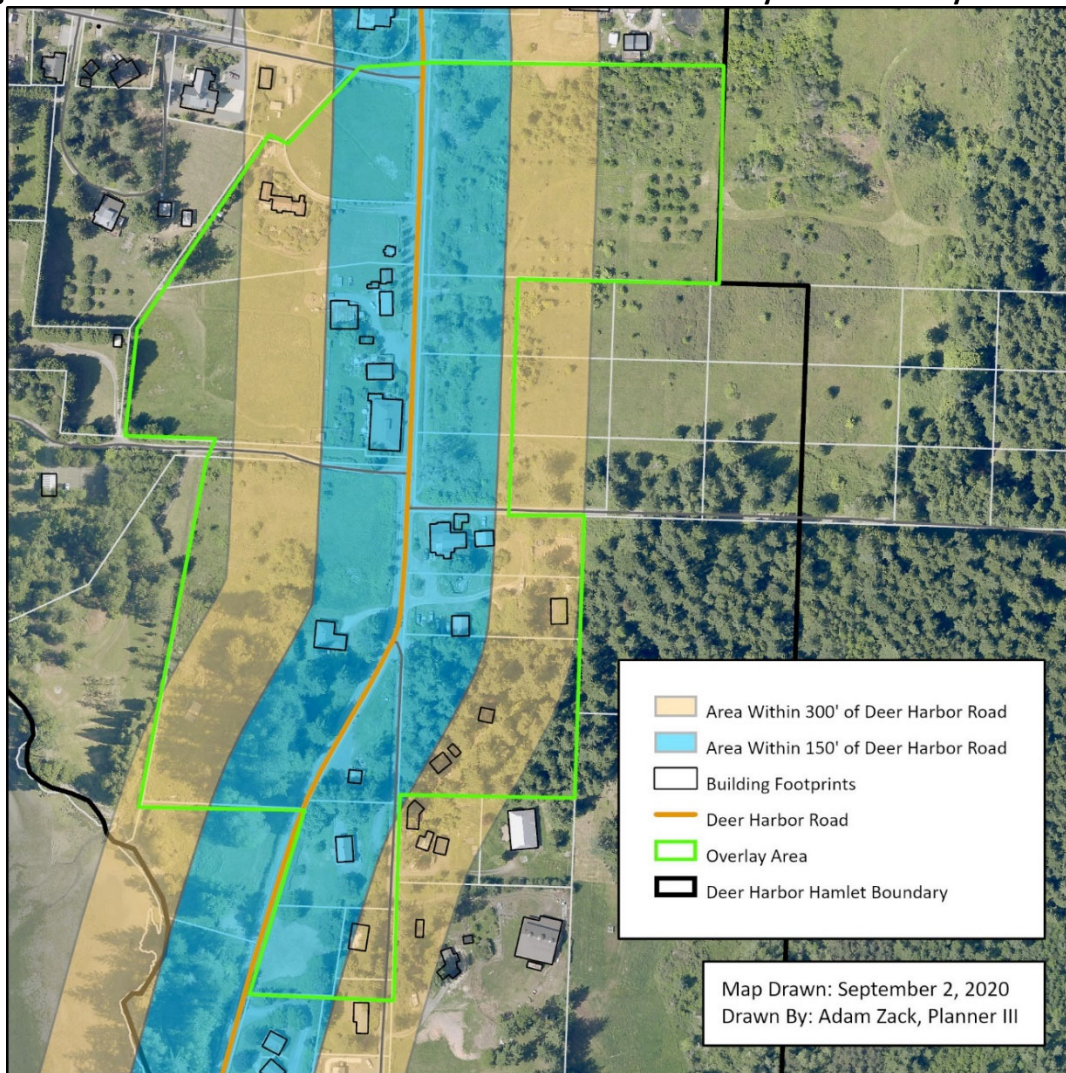 Area Within 300' of Deer Harbor Road
Area Within 150' of Deer Harbor Road
Building Footprints
Deer Harbor Road
Overlay Area
Deer Harbor Hamlet Boundary
Map Drawn: September 2, 2020
Drawn By: Adam Zack, Planner III